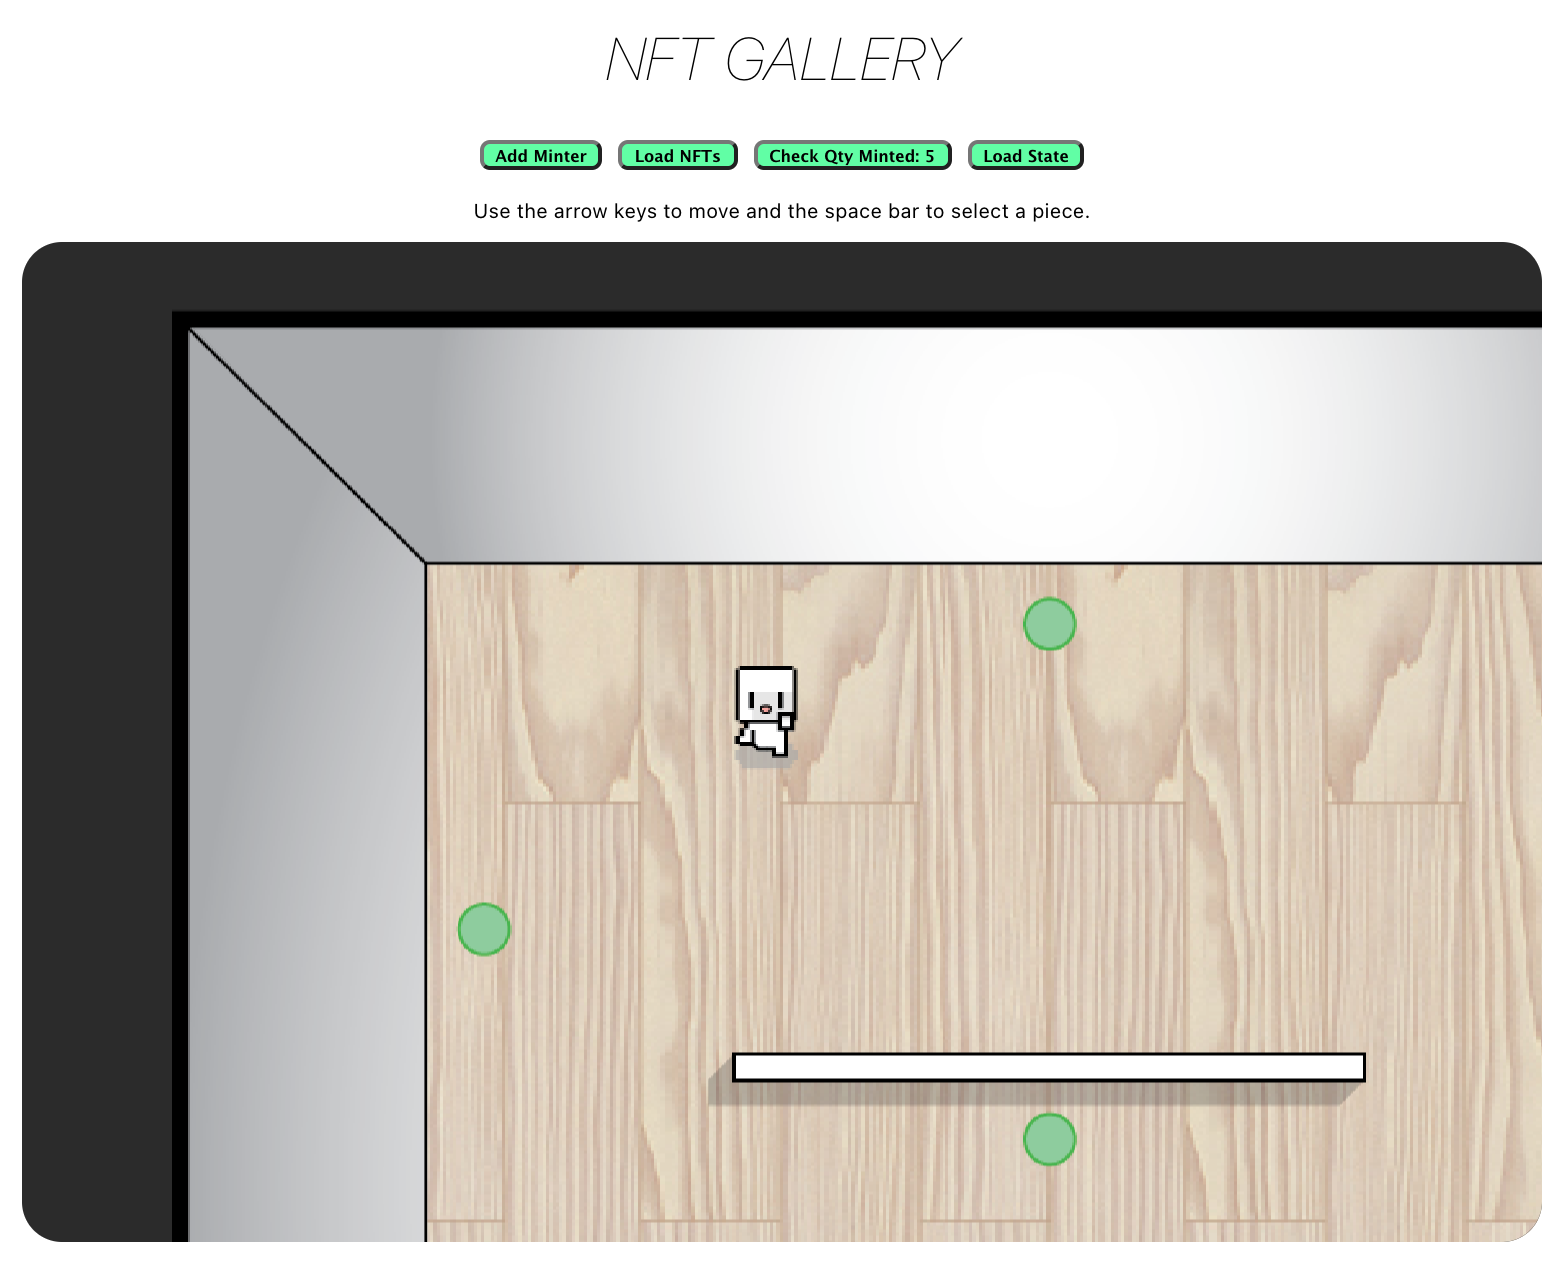 NFT GALLERY
Add Minter Load NFTs Check Qty Minted: 5 Load State
Use the arrow keys to move and the space bar to select a piece.